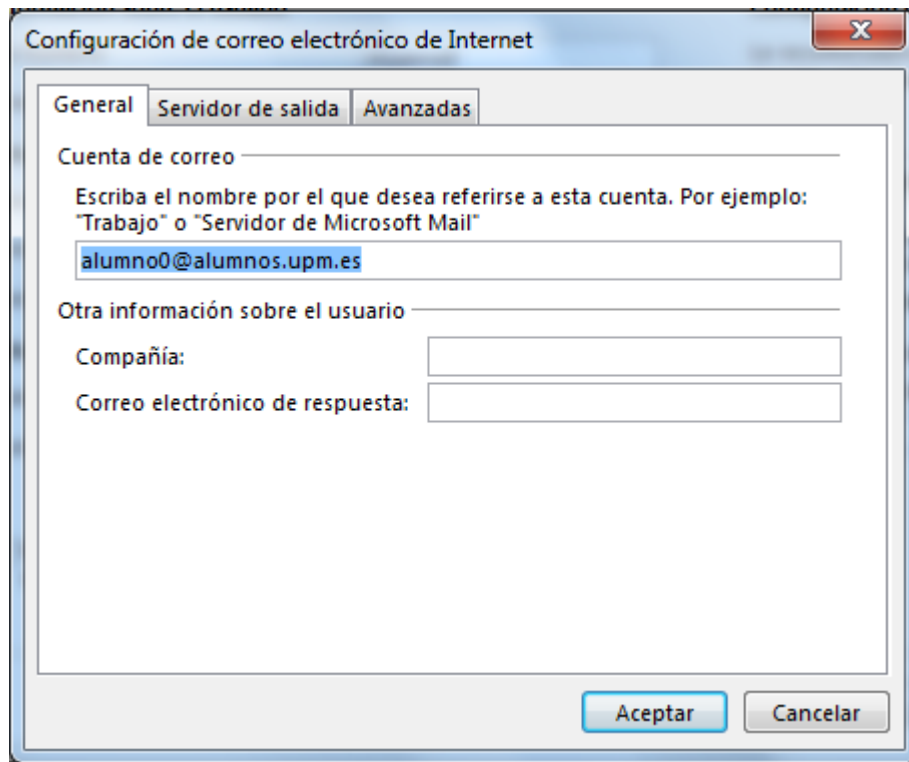 Configuración de correo electrónico de Internet
General
Servidor de salida
Avanzadas
Cuenta de correo
Escriba el nombre por el que desea referirse a esta cuenta. Por ejemplo:
"Trabajo" o "Servidor de Microsoft Mail"
alumno0@alumnos.upm.es
Otra información sobre el usuario
Compañía:
Correo electrónico de respuesta:
Aceptar
Cancelar